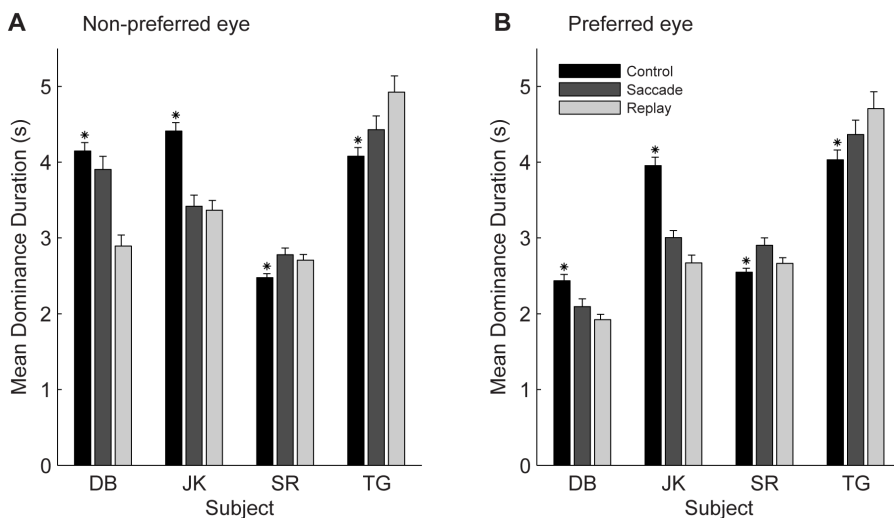 A Non-preferred eye
Mean Dominance Duration (s)
5
4
3
2
1
0
*
*
*
*
DB JK SR TG
Subject
B Preferred eye
Control
Saccade
Replay
Mean Dominance Duration (s)
5
4
3
2
1
0
*
*
*
*
DB JK SR TG
Subject